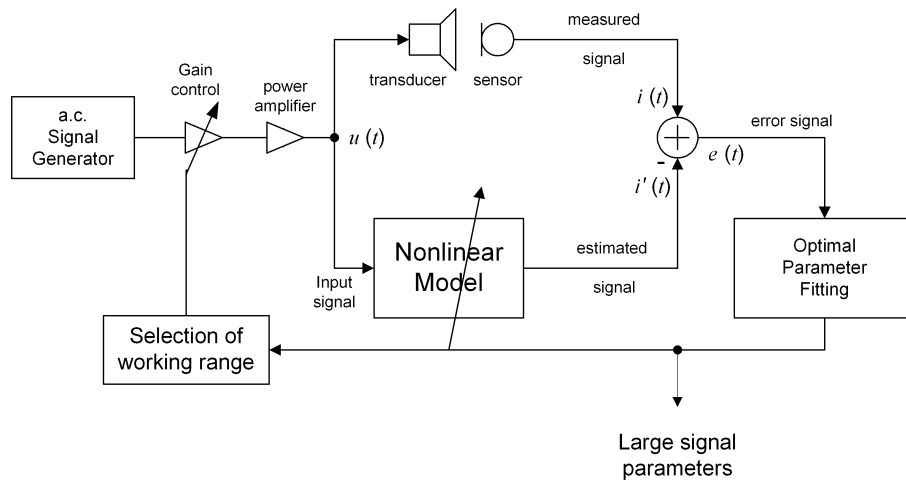 measured
signal
Gain
control
power
amplifier
transducer
sensor
a.c.
Signal
Generator
u (t)
i (t)
error signal
-
e (t)
i' (t)
Nonlinear
Model
Input
signal
estimated
signal
Optimal
Parameter
Fitting
Selection of
working range
Large signal
parameters